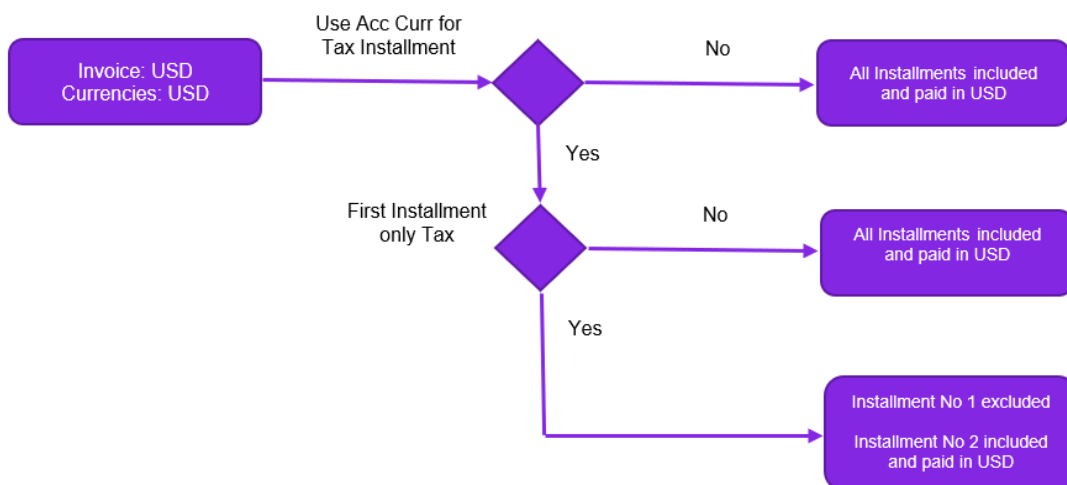 Use Acc Curr for
Tax Installment
No
Invoice: USD
Currencies: USD
All Installments included
and paid in USD
Yes
First Installment
only Tax
No
All Installments included
and paid in USD
Yes
Installment No 1 excluded
Installment No 2 included
and paid in USD